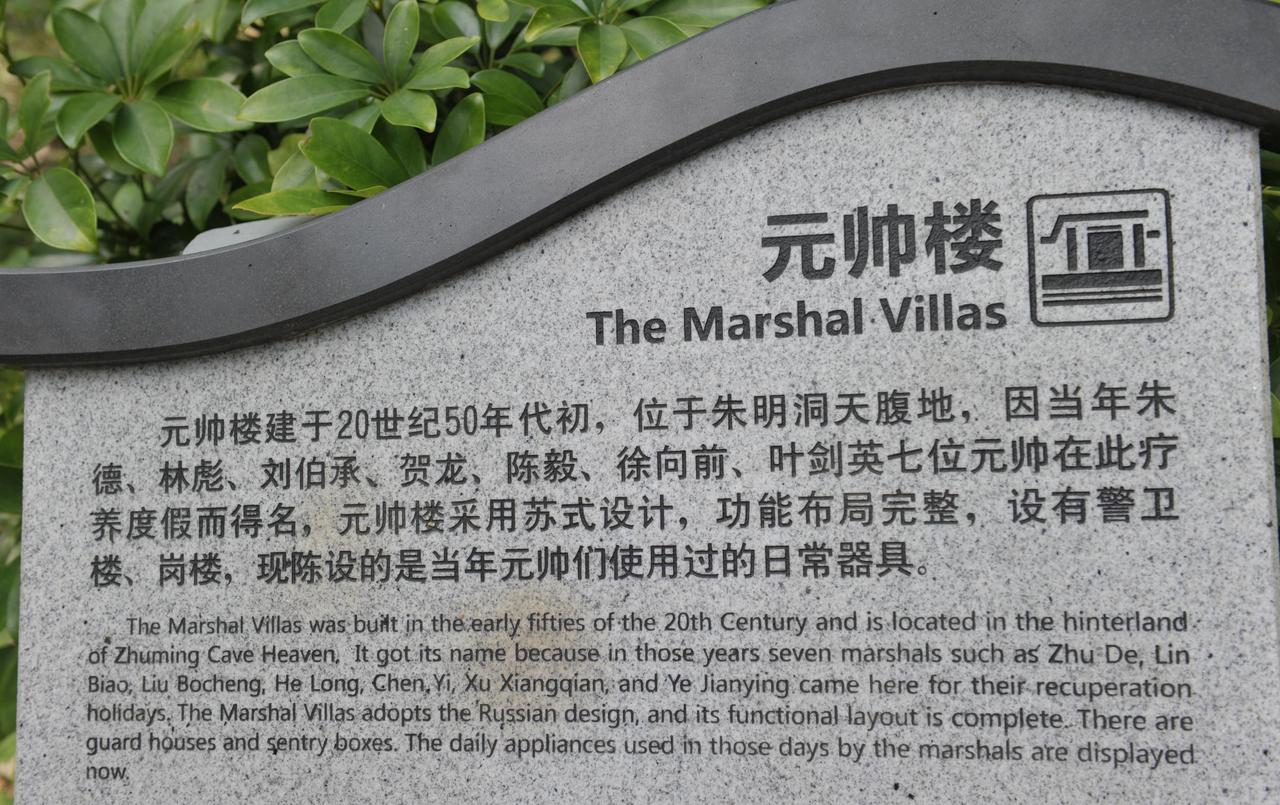 元帅楼
The Marshal Villas
元帅楼建于20世纪50年代初，位于朱明洞天腹地，因当年朱
德、林彪、刘伯承、贺龙、陈毅、徐向前、叶剑英七位元帅在此疗
养度假而得名，元帅楼采用苏式设计，功能布局完整，设有警卫
楼、岗楼，现陈设的是当年元帅们使用过的日常器具。
The Marshal Villas was built in the early fifties of the 20th Century and is located in the hinterland
of Zhuming Cave Heaven. It got its name because in those years seven marshals such as Zhu De, Lin
Biao, Liu Bocheng, He Long, Chen Yi, Xu Xiangqian, and Ye Jianying came here for their recuperation
holidays. The Marshal Villas adopts the Russian design, and its functional layout is complete. There are
guard houses and sentry boxes. The daily appliances used in those days by the marshals are displayed
now.